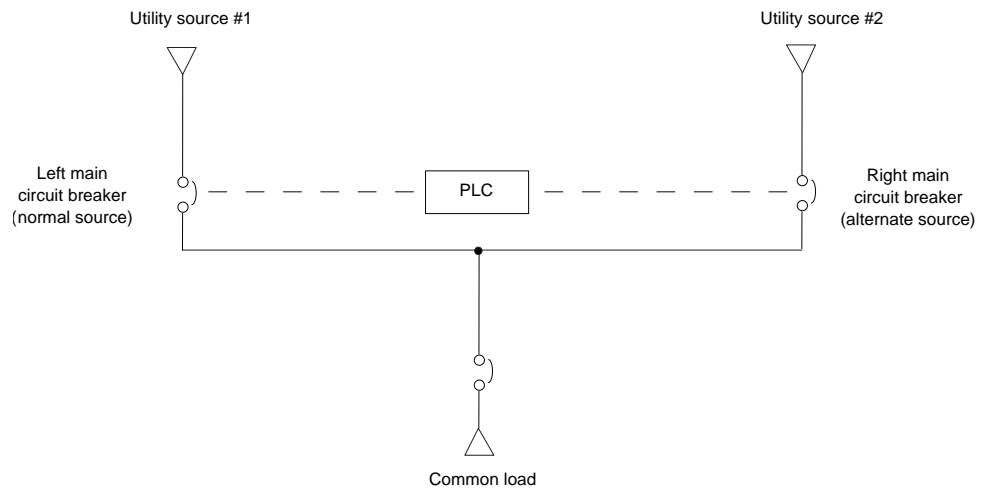 Utility source #1
Utility source #2
Left main
circuit breaker
(normal source)
PLC
Right main
circuit breaker
(alternate source)
Common load